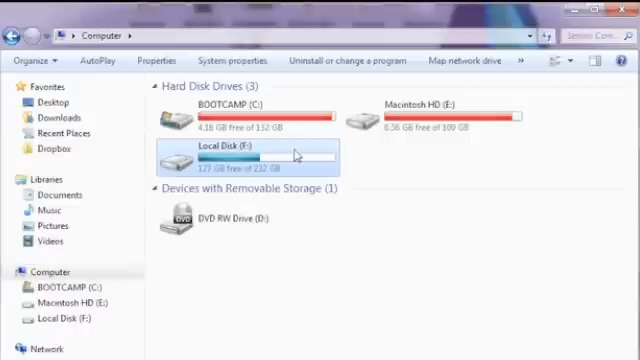 Computer
Search Com...
Organize
AutoPlay
Properties
System properties
Uninstall or change a program
Map network drive
»
Favorites
Desktop
Downloads
Recent Places
Dropbox
Libraries
Documents
Music
Pictures
Videos
Computer
BOOTCAMP (C:)
Macintosh HD (E:)
Local Disk (F:)
Network
Hard Disk Drives (3)
BOOTCAMP (C:)
4.16 GB free of 132 GB
Macintosh HD (E:)
6.56 GB free of 100 GB
Local Disk (F:)
127 GB free of 232 GB
Devices with Removable Storage (1)
DVD
DVD RW Drive (D:)